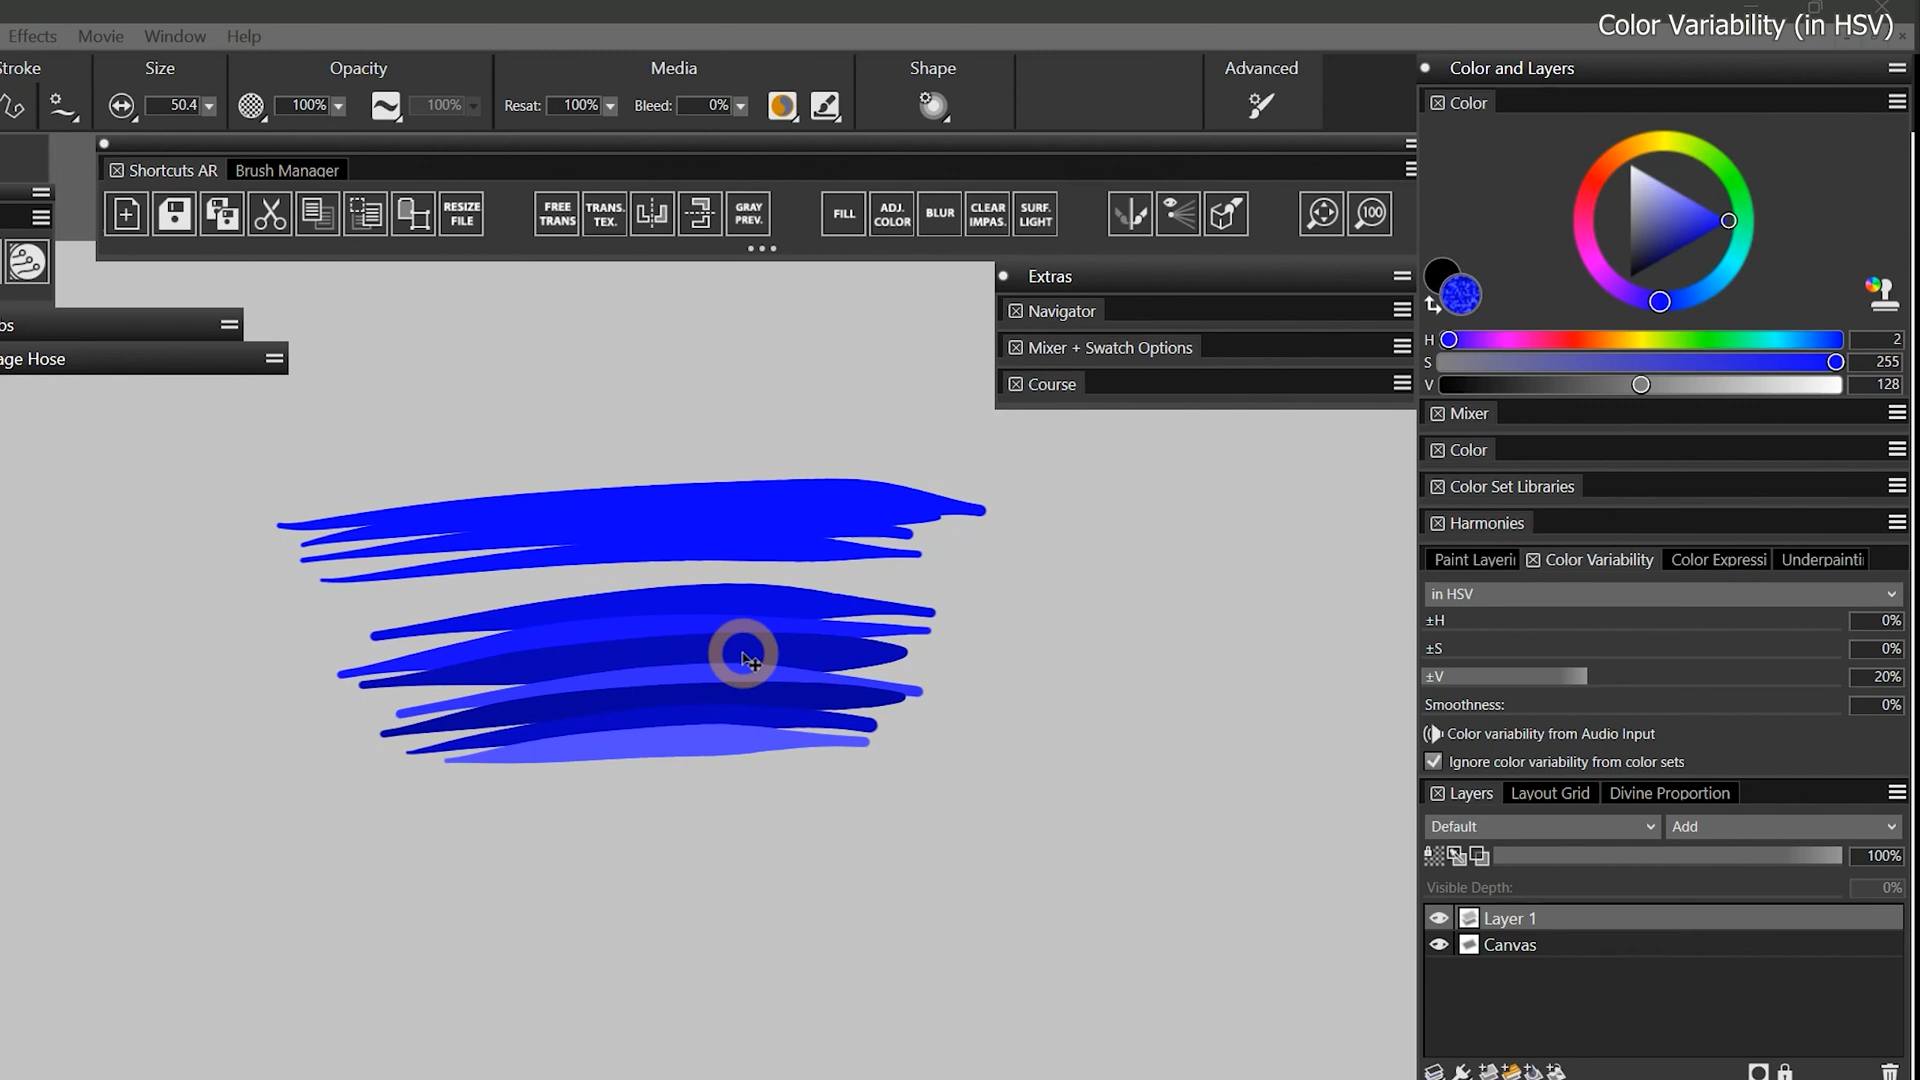 Color Variability (in HSV)
Effects Movie Window Help
Stroke Size Opacity Media Shape Advanced
50.4 100% 100% Resat: 100% Bleed: 0%
Shortcuts AR Brush Manager
RESIZE FILE
FREE TRANS
TRANS. TEX.
GRAY PREV.
FILL
ADJ. COLOR
BLUR
CLEAR IMPAS.
SURF. LIGHT
100
bs
age Hose
Extras
Navigator
Mixer + Swatch Options
Course
Color and Layers
Color
H 2
S 255
V 128
Mixer
Color
Color Set Libraries
Harmonies
Paint Layeri Color Variability Color Expressi Underpainti
in HSV
±H 0%
±S 0%
±V 20%
Smoothness: 0%
Color variability from Audio Input
Ignore color variability from color sets
Layers Layout Grid Divine Proportion
Default Add
100%
Visible Depth: 0%
Layer 1
Canvas